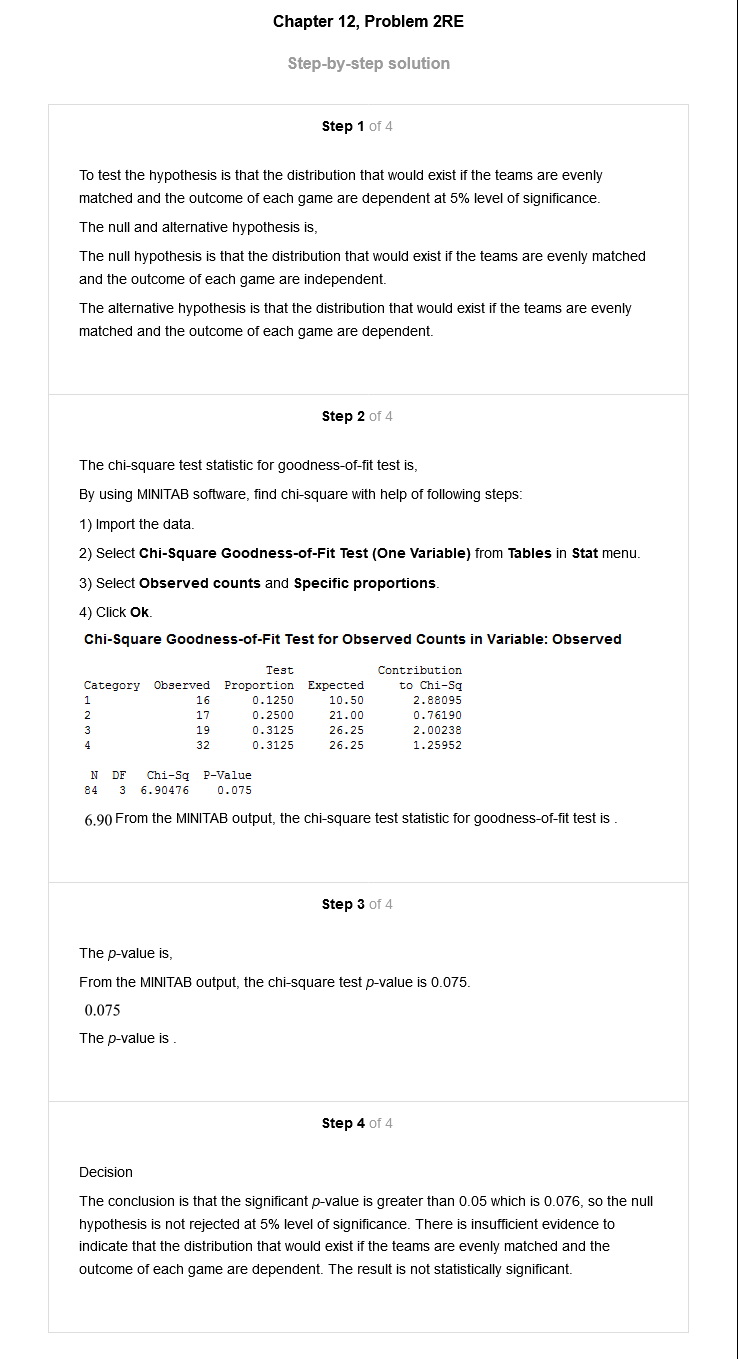 Chapter 12, Problem 2RE
Step-by-step solution
Step 1 of 4
To test the hypothesis is that the distribution that would exist if the teams are evenly
matched and the outcome of each game are dependent at 5% level of significance.
The null and alternative hypothesis is,
The null hypothesis is that the distribution that would exist if the teams are evenly matched
and the outcome of each game are independent.
The alternative hypothesis is that the distribution that would exist if the teams are evenly
matched and the outcome of each game are dependent.
Step 2 of 4
The chi-square test statistic for goodness-of-fit test is,
By using MINITAB software, find chi-square with help of following steps:
1) Import the data.
2) Select Chi-Square Goodness-of-Fit Test (One Variable) from Tables in Stat menu.
3) Select Observed counts and Specific proportions.
4) Click Ok.
Chi-Square Goodness-of-Fit Test for Observed Counts in Variable: Observed
Test Contribution
Category Observed Proportion Expected to Chi-Sq
1 16 0.1250 10.50 2.88095
2 17 0.2500 21.00 0.76190
3 19 0.3125 26.25 2.00238
4 32 0.3125 26.25 1.25952
N DF Chi-Sq P-Value
84 3 6.90476 0.075
6.90 From the MINITAB output, the chi-square test statistic for goodness-of-fit test is .
Step 3 of 4
The p-value is,
From the MINITAB output, the chi-square test p-value is 0.075.
0.075
The p-value is .
Step 4 of 4
Decision
The conclusion is that the significant p-value is greater than 0.05 which is 0.076, so the null
hypothesis is not rejected at 5% level of significance. There is insufficient evidence to
indicate that the distribution that would exist if the teams are evenly matched and the
outcome of each game are dependent. The result is not statistically significant.